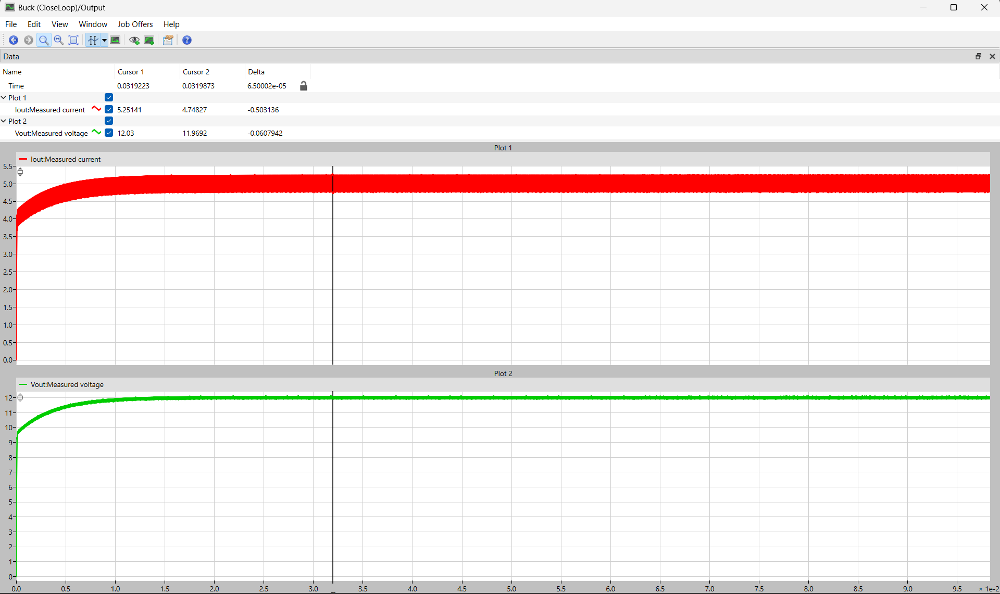 Buck (CloseLoop)/Output
File Edit View Window Job Offers Help
Data
Name Cursor 1 Cursor 2 Delta
Time 0.0319223 0.0319873 6.50002e-05
Plot 1
Iout:Measured current 5.25141 4.74827 -0.503136
Plot 2
Vout:Measured voltage 12.03 11.9692 -0.0607942
Plot 1
Iout:Measured current
5.5
5.0
4.5
4.0
3.5
3.0
2.5
2.0
1.5
1.0
0.5
0.0
Plot 2
Vout:Measured voltage
12
11
10
9
8
7
6
5
4
3
2
1
0
0.0 0.5 1.0 1.5 2.0 2.5 3.0 3.5 4.0 4.5 5.0 5.5 6.0 6.5 7.0 7.5 8.0 8.5 9.0 9.5 × 1e-2